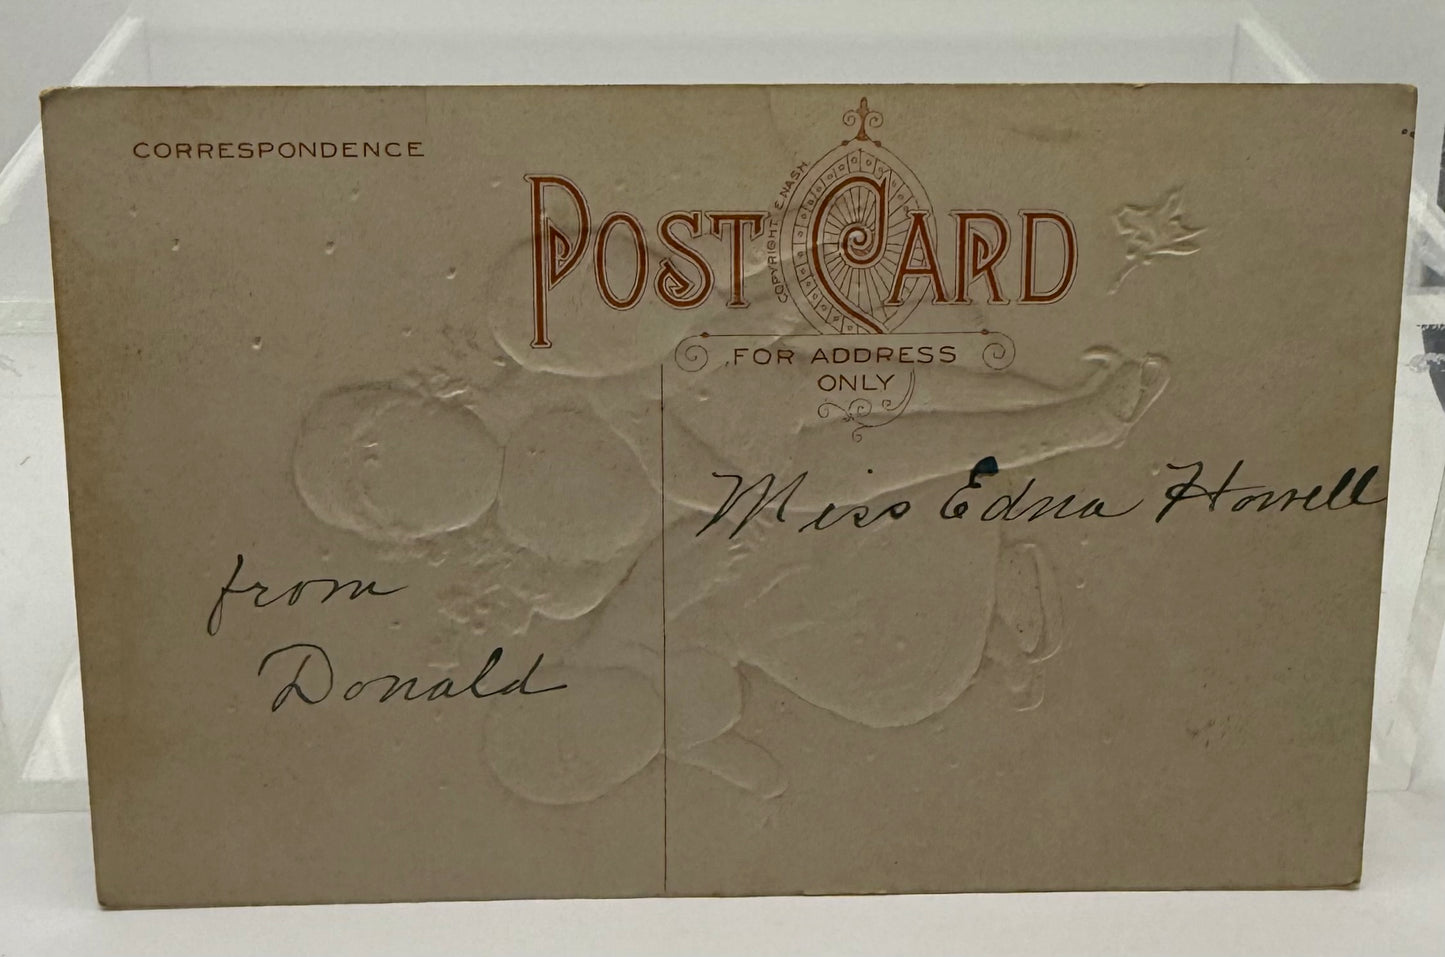 CORRESPONDENCE
POST CARD
COPYRIGHT E.NASH
FOR ADDRESS
ONLY
Miss Edna Howell
from
Donald